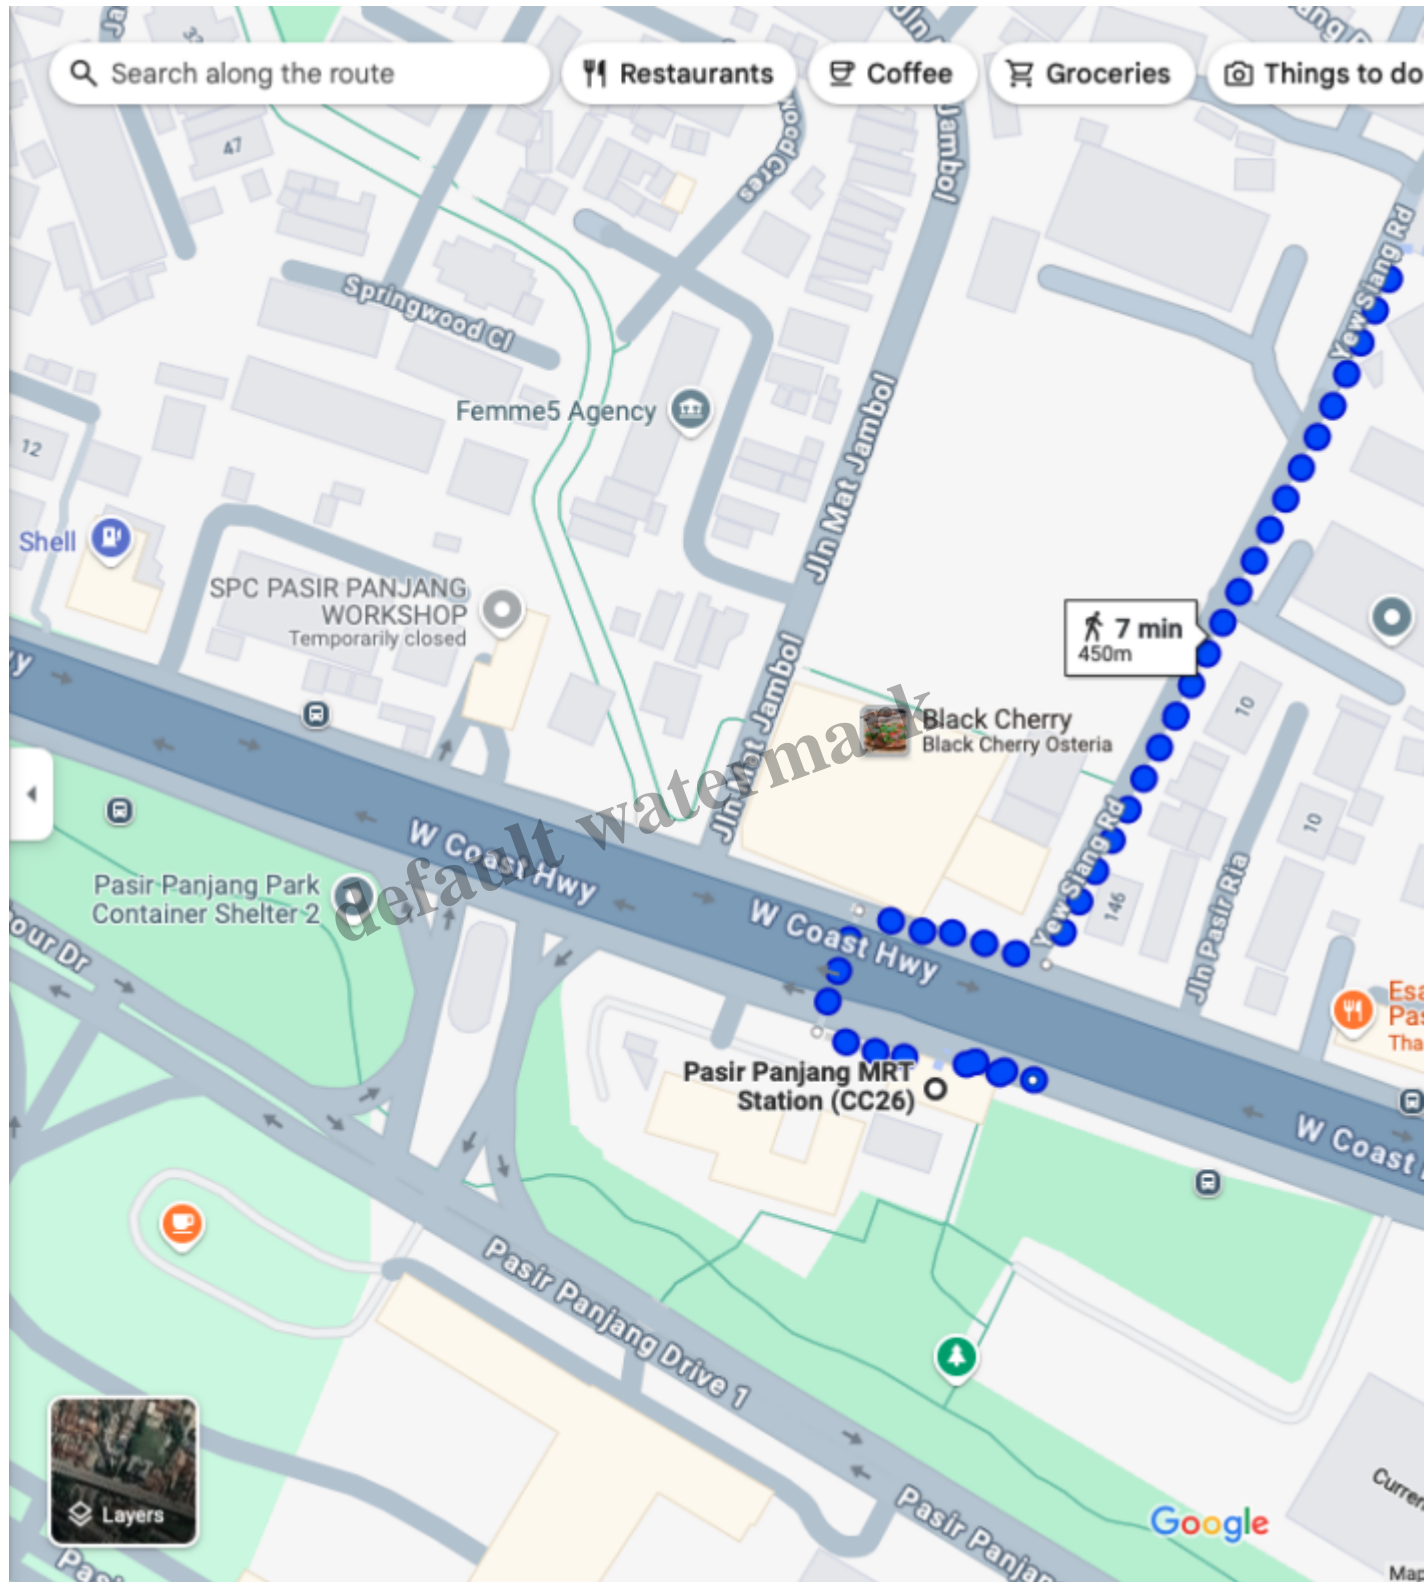 Search along the route
Restaurants
Coffee
Groceries
Things to do
47
Jambol
Yew Siang Rd
Springwood Cl
Femme5 Agency
Jln Mat Jambol
12
Shell
SPC PASIR PANJANG
WORKSHOP
Temporarily closed
7 min
450m
Jln Mat Jambol
10
Black Cherry
Black Cherry Osteria
default watermark
10
W Coast Hwy
Yew Siang Rd
146
Jln Pasir Ria
Pasir Panjang Park
Container Shelter 2
W Coast Hwy
Pasir Panjang MRT
Station (CC26)
W Coast
Pasir Panjang Drive 1
Layers
Google